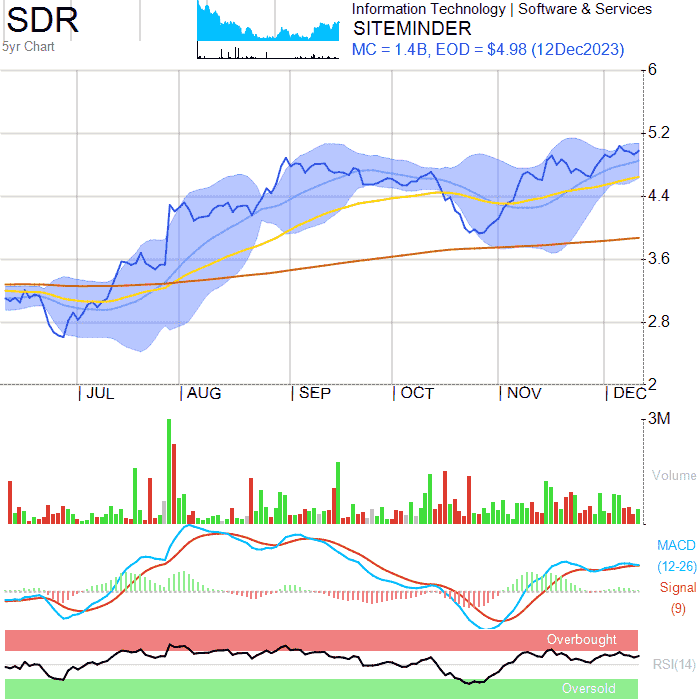 SDR
5yr Chart
Information Technology | Software & Services
SITEMINDER
MC = 1.4B, EOD = $4.98 (12Dec2023)
6
5.2
4.4
3.6
2.8
2
JUL AUG SEP OCT NOV DEC
3M
Volume
MACD
(12-26)
Signal
(9)
Overbought
RSI(14)
Oversold